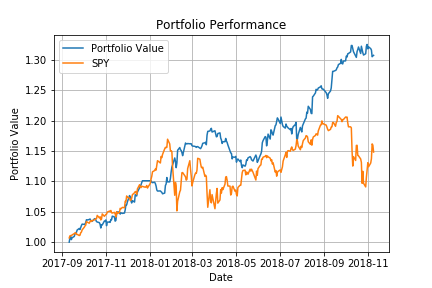 Portfolio Performance
Portfolio Value
SPY
Portfolio Value
1.30
1.25
1.20
1.15
1.10
1.05
1.00
2017-09 2017-11 2018-01 2018-03 2018-05 2018-07 2018-09 2018-11
Date